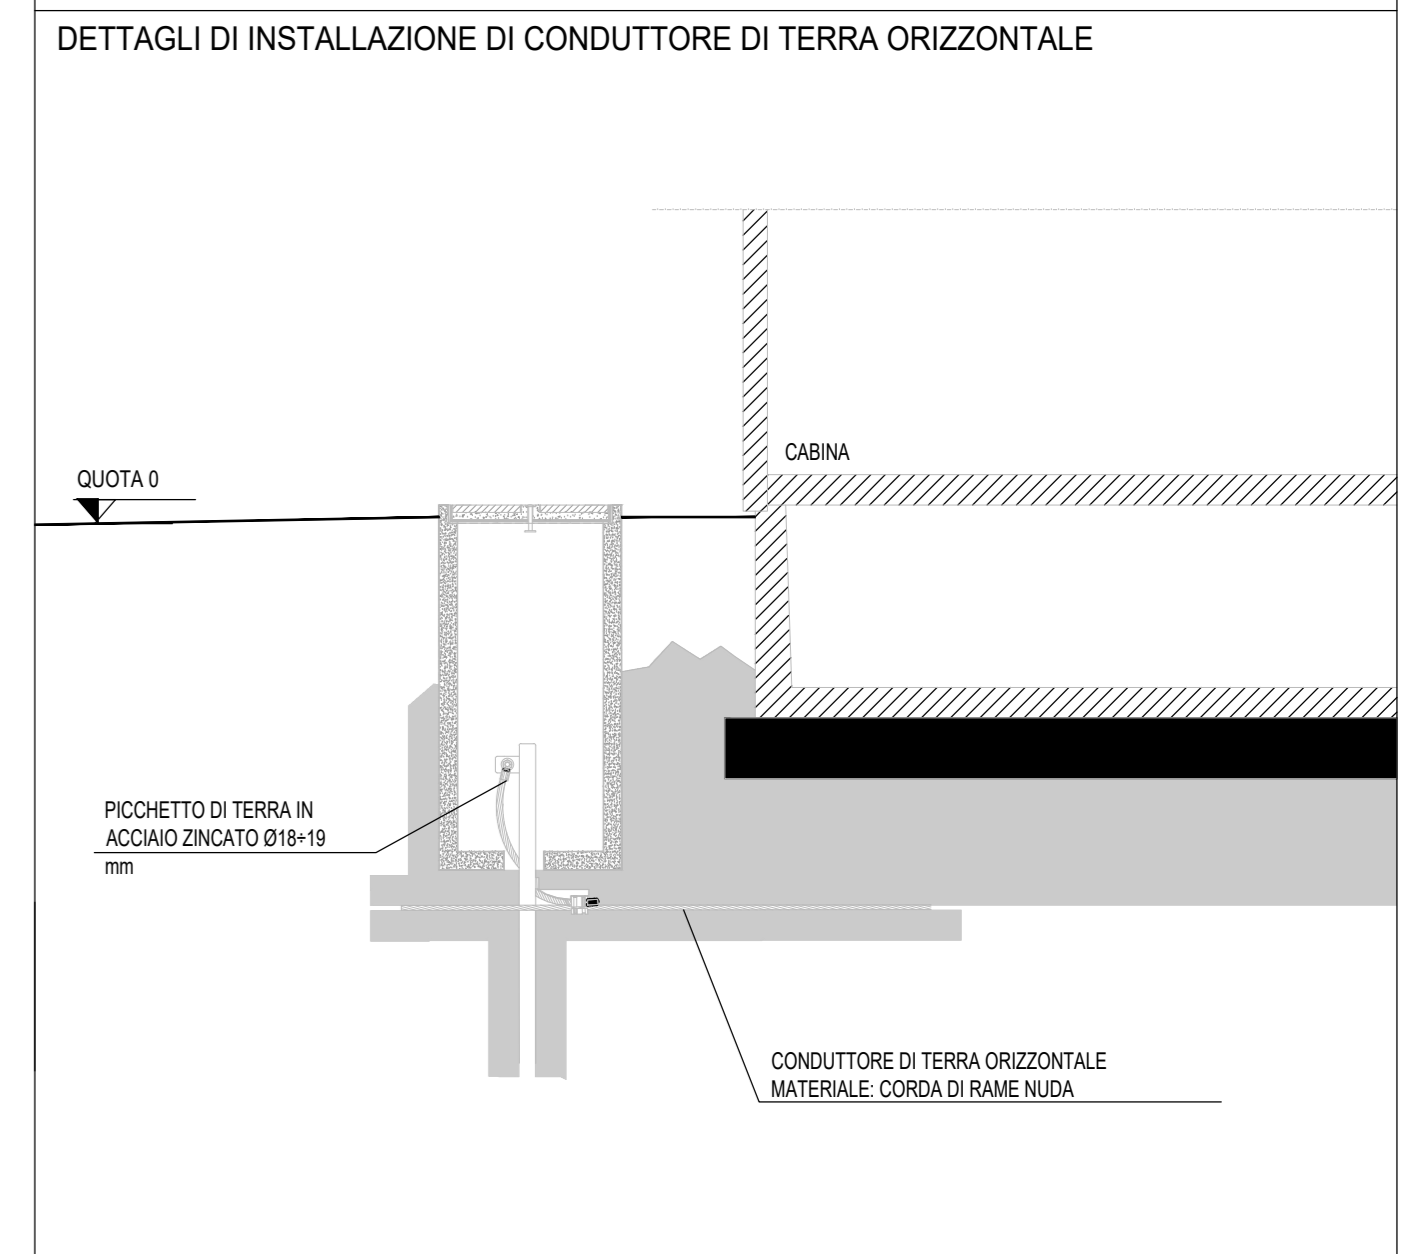 DETTAGLI DI INSTALLAZIONE DI CONDUTTORE DI TERRA ORIZZONTALE
CABINA
QUOTA 0
PICCHETTO DI TERRA IN
ACCIAIO ZINCATO Ø18÷19
mm
CONDUTTORE DI TERRA ORIZZONTALE
MATERIALE: CORDA DI RAME NUDA